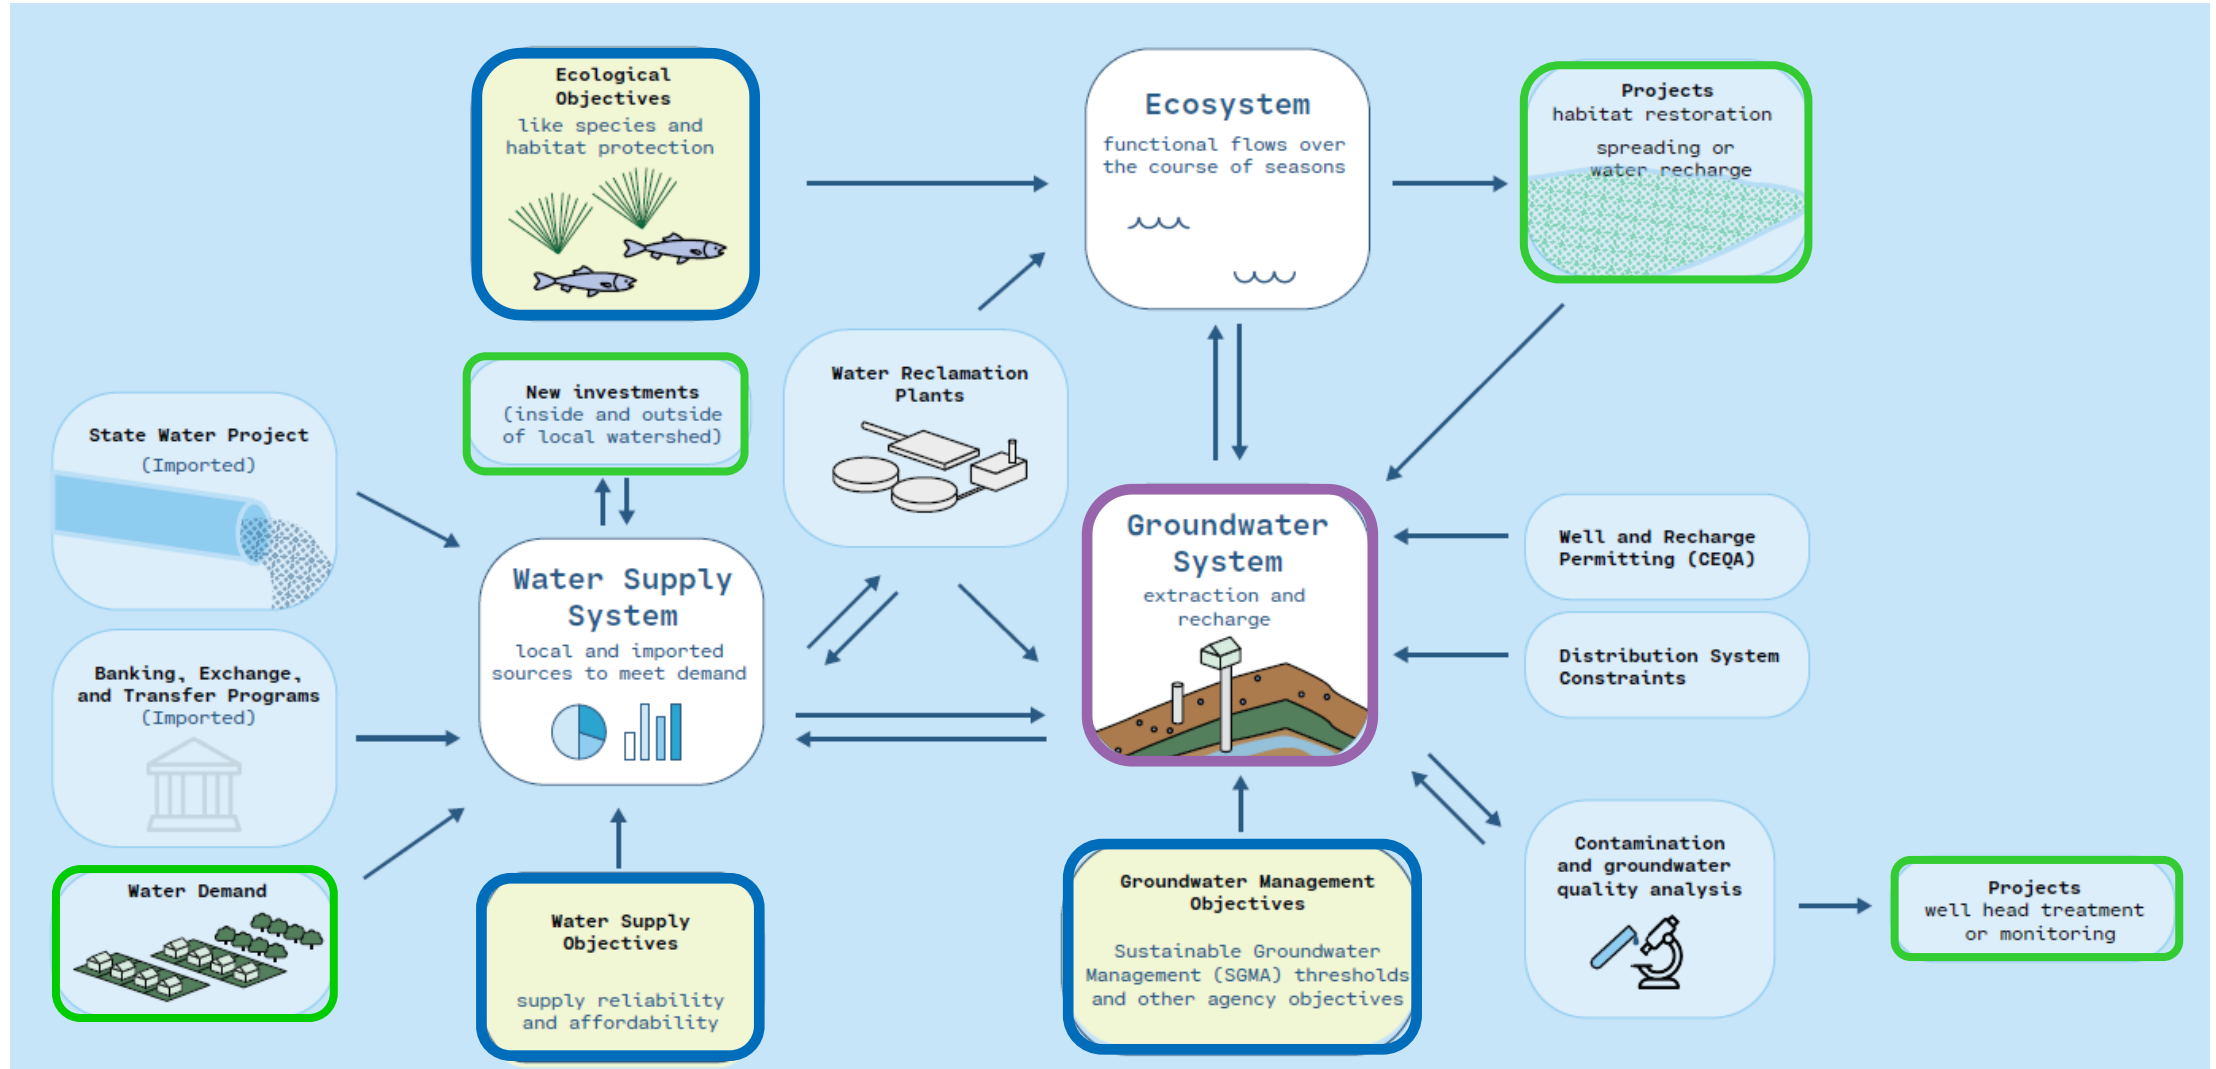 Ecological
Objectives
like species and
habitat protection
Ecosystem
functional flows over
the course of seasons
Projects
habitat restoration
spreading or
water recharge
New investments
(inside and outside
of local watershed)
Water Reclamation
Plants
State Water Project
(Imported)
Water Supply
System
local and imported
sources to meet demand
Groundwater
System
extraction and
recharge
Well and Recharge
Permitting (CEQA)
Distribution System
Constraints
Banking, Exchange,
and Transfer Programs
(Imported)
Water Demand
Water Supply
Objectives
supply reliability
and affordability
Groundwater Management
Objectives
Sustainable Groundwater
Management (SGMA) thresholds
and other agency objectives
Contamination
and groundwater
quality analysis
Projects
well head treatment
or monitoring